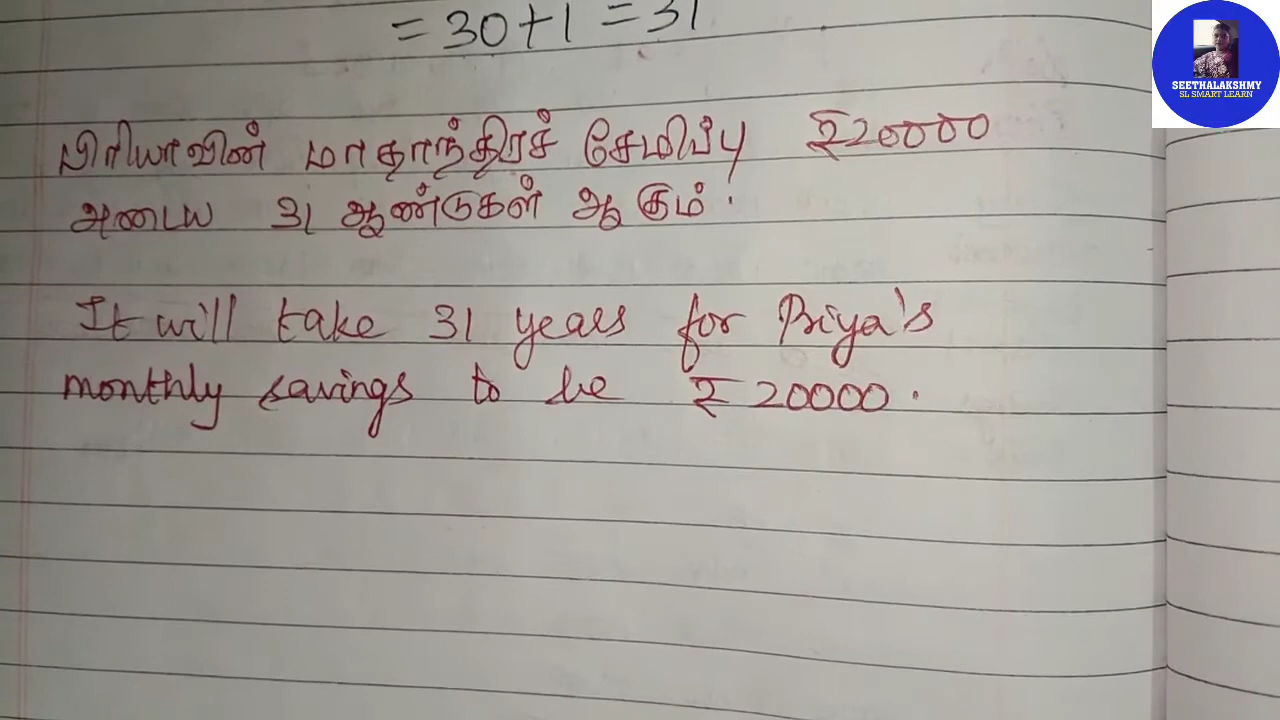 = 30 + 1 = 31
SEETHALAKSHMY
SL SMART LEARN
பிரியாவின் மாதாந்திரச் சேமிப்பு ₹20000
அடைய 31 ஆண்டுகள் ஆகும்.
It will take 31 years for Priya's
monthly savings to be ₹20000.